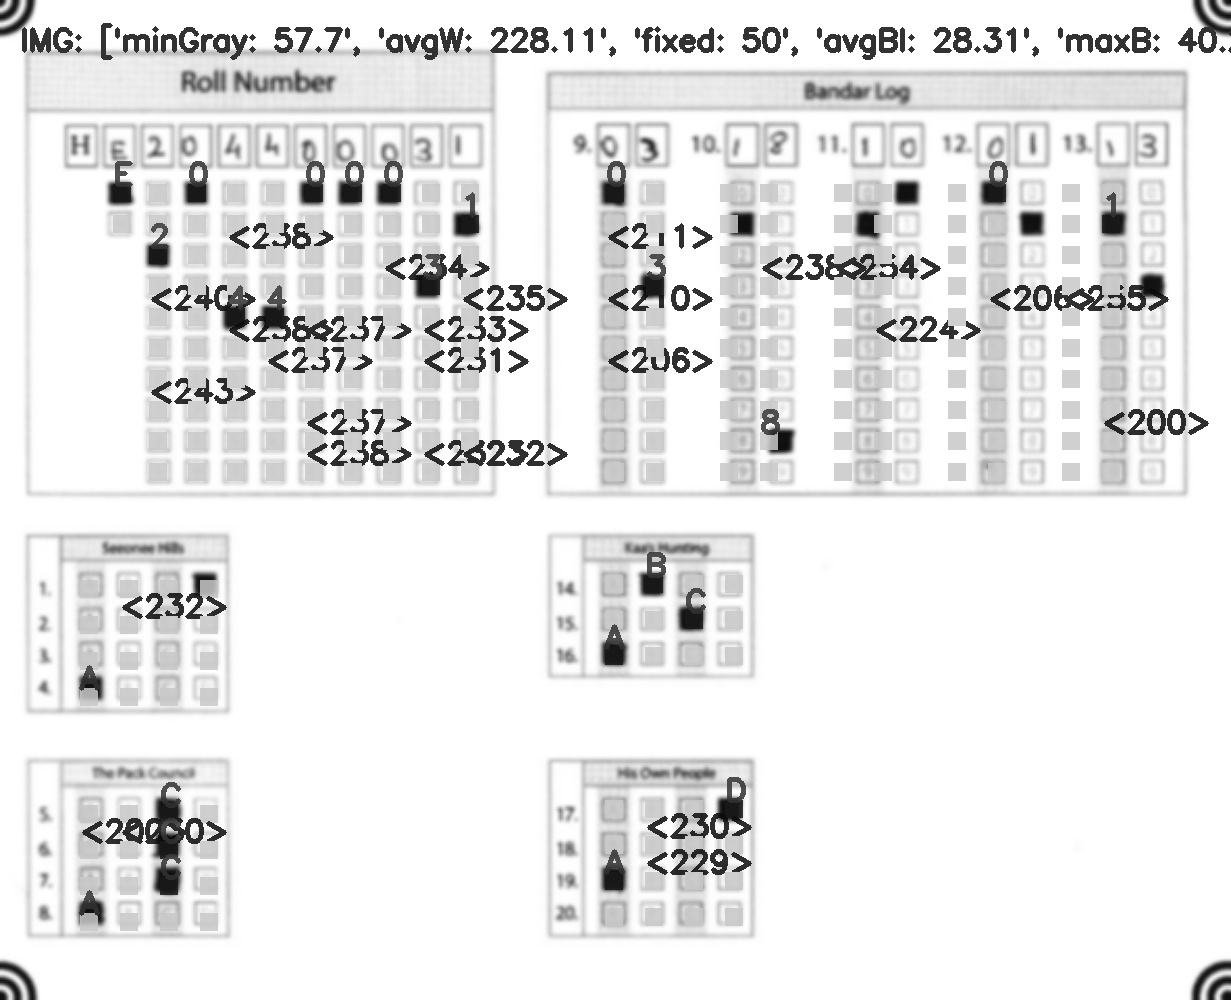 IMG: ['minGray: 57.7', 'avgW: 228.11', 'fixed: 50', 'avgBl: 28.31', 'maxB: 40.
Roll Number
Bandar Log
H E 2 0 4 4 0 0 0 3 1
9. 0 3 10. 1 8 11. 1 0 12. 0 1 13. 1 3
E 0 0 0 0 0 0
1 1
2 <238> <211>
<234> 3 <238> <254>
<240> 4 4 <235> <210> <206> <235>
<238> <237> <233> <224>
<237> <231> <206>
<243>
<237> 8 <200>
<238> <232>
Seeonee Hills
1.
<232>
2.
3.
4. A
Kaa's Hunting
14. B
15. C
16. A
The Pack Council
5. C
6. C
7. C
8. A
His Own People
17. D
<230>
18.
<229>
19. A
20.